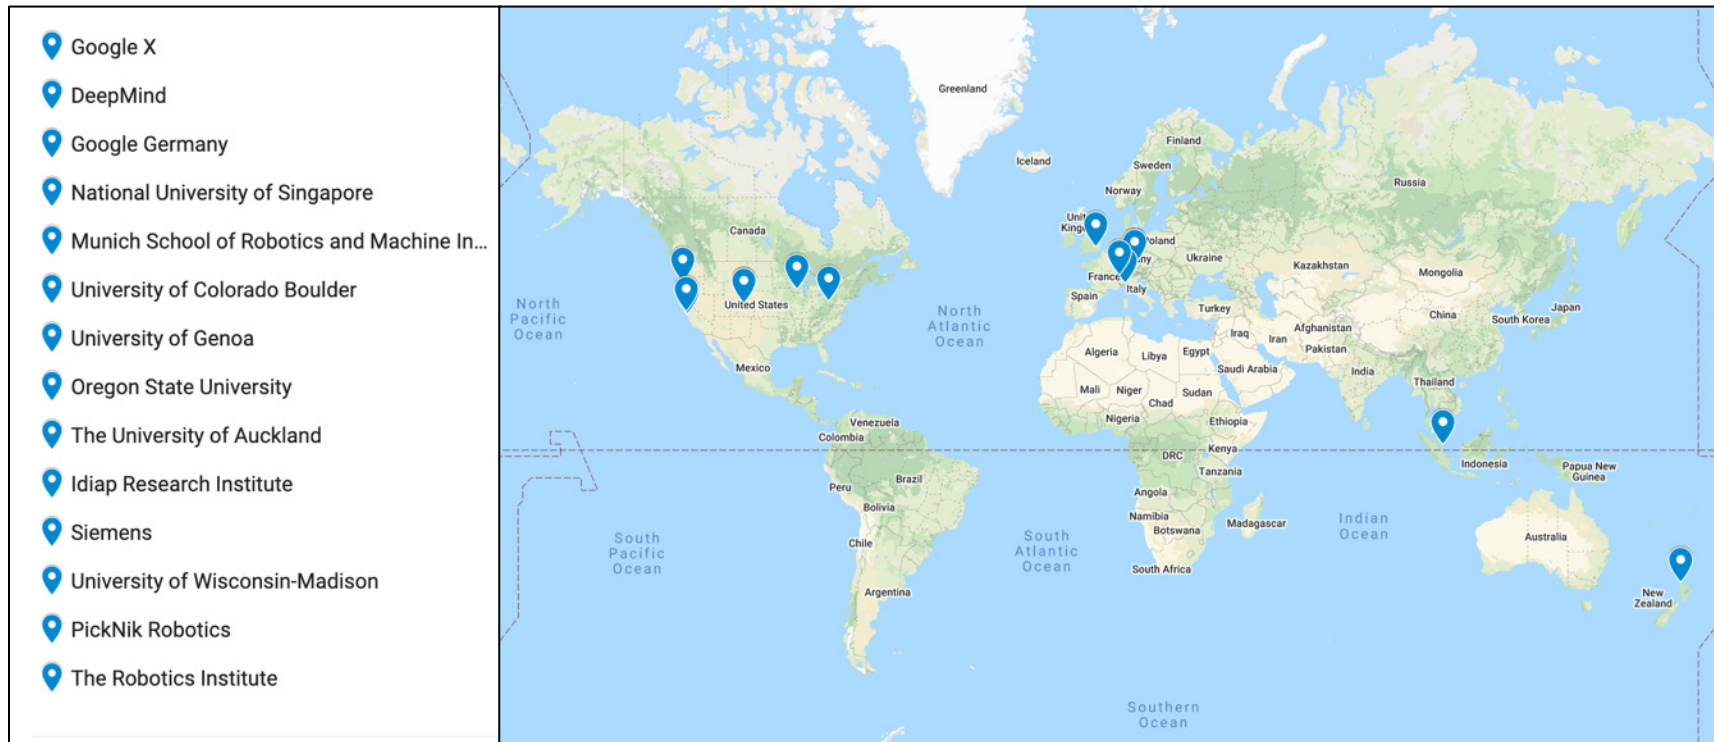 Google X
DeepMind
Google Germany
National University of Singapore
Munich School of Robotics and Machine In...
University of Colorado Boulder
University of Genoa
Oregon State University
The University of Auckland
Idiap Research Institute
Siemens
University of Wisconsin-Madison
PickNik Robotics
The Robotics Institute
Greenland
Iceland
Finland
Sweden
Norway
Russia
Canada
Poland
Ukraine
Kazakhstan
Mongolia
France
Italy
Spain
Turkey
United States
North
Pacific
Ocean
North
Atlantic
Ocean
China
South Korea
Japan
Afghanistan
Iraq
Iran
Pakistan
Algeria
Libya
Egypt
Saudi Arabia
India
Mexico
Thailand
Mali
Niger
Sudan
Chad
Nigeria
Ethiopia
Venezuela
Colombia
Kenya
DRC
Tanzania
Indonesia
Papua New
Guinea
Peru
Brazil
Bolivia
Angola
Namibia
Botswana
Madagascar
Indian
Ocean
Australia
South
Pacific
Ocean
South
Atlantic
Ocean
Chile
South Africa
Argentina
New
Zealand
Southern
Ocean